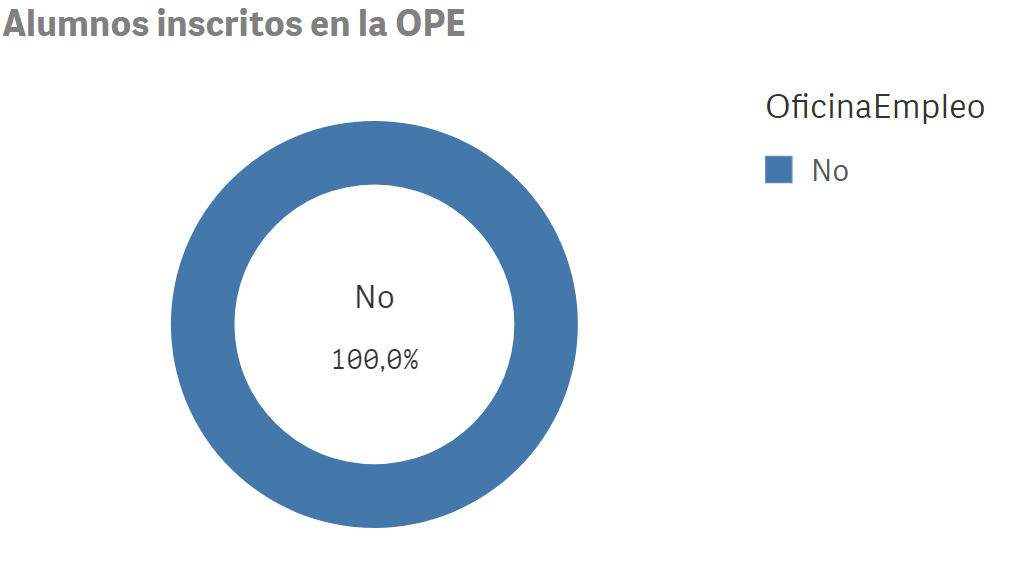 Alumnos inscritos en la OPE
OficinaEmpleo
No
No
100,0%